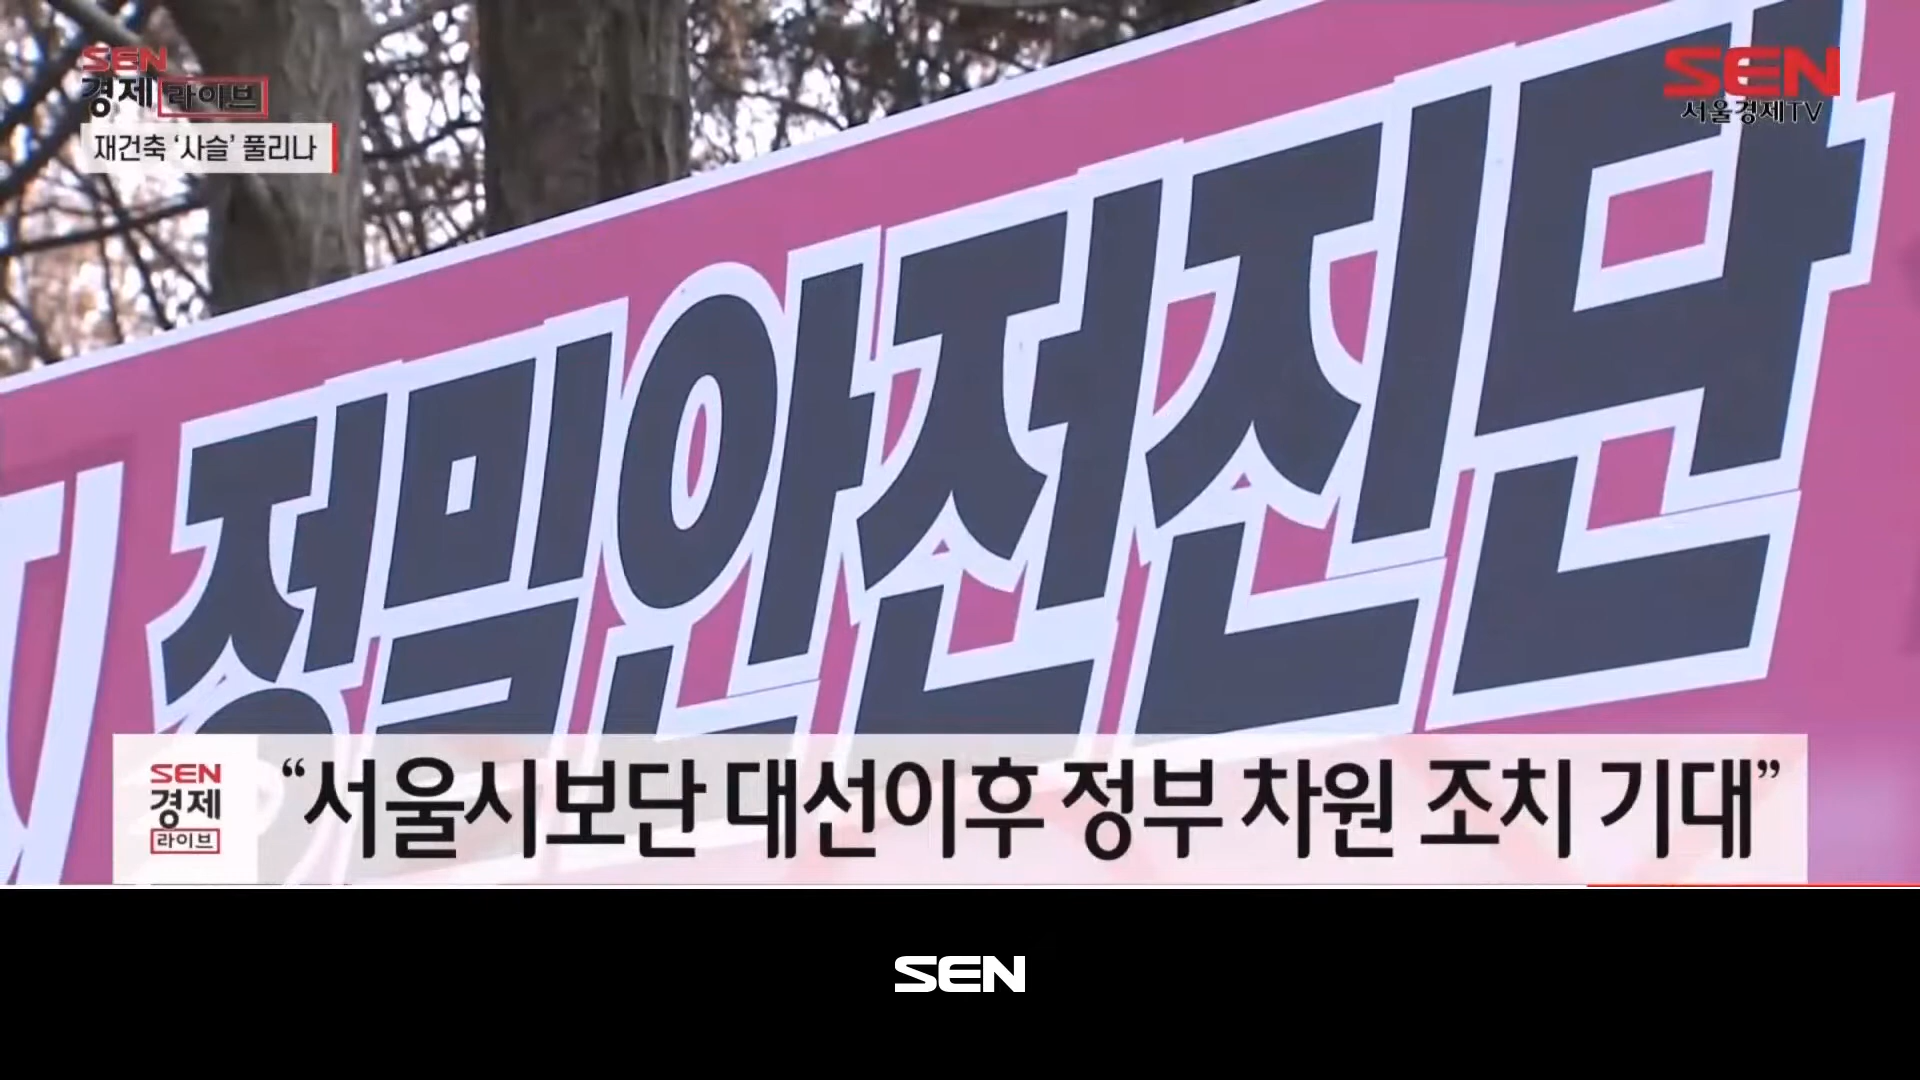 SEN
경제 라이브
재건축 ‘사슬’ 풀리나
SEN
서울경제TV
정밀안전진단
SEN
경제
라이브
“서울시보단 대선이후 정부 차원 조치 기대”
SEN